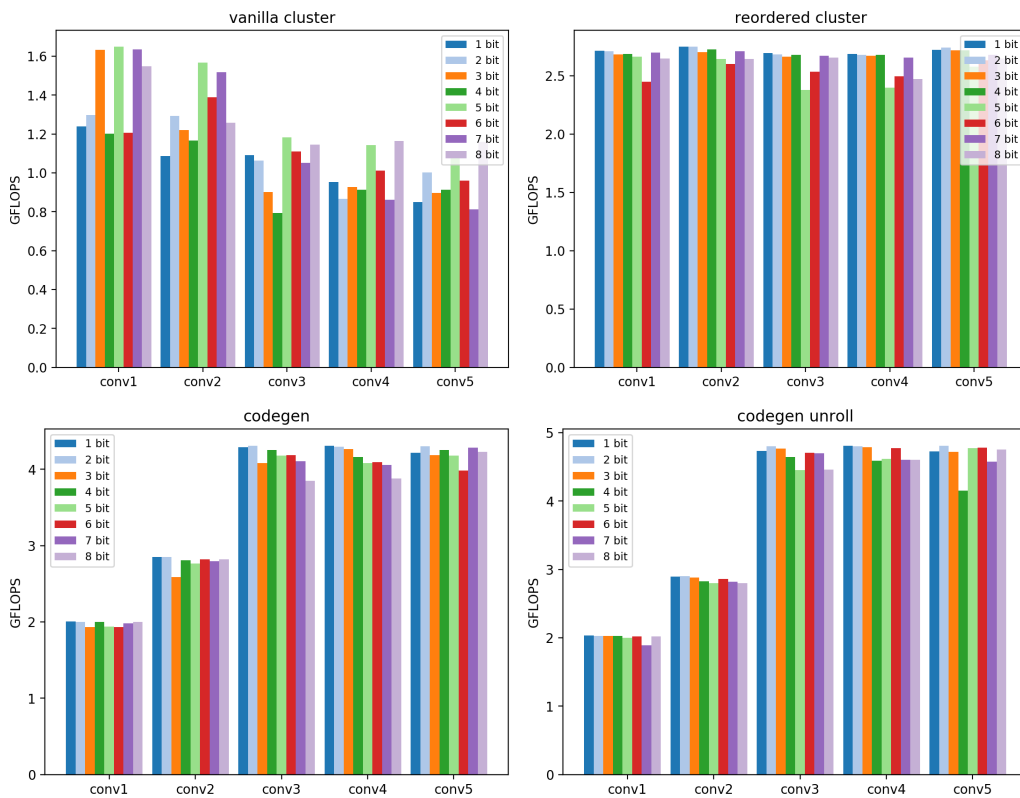 vanilla cluster
GFLOPS
1.6
1.4
1.2
1.0
0.8
0.6
0.4
0.2
0.0
1 bit
2 bit
3 bit
4 bit
5 bit
6 bit
7 bit
8 bit
conv1 conv2 conv3 conv4 conv5
reordered cluster
GFLOPS
2.5
2.0
1.5
1.0
0.5
0.0
1 bit
2 bit
3 bit
4 bit
5 bit
6 bit
7 bit
8 bit
conv1 conv2 conv3 conv4 conv5
codegen
GFLOPS
4
3
2
1
0
1 bit
2 bit
3 bit
4 bit
5 bit
6 bit
7 bit
8 bit
conv1 conv2 conv3 conv4 conv5
codegen unroll
GFLOPS
5
4
3
2
1
0
1 bit
2 bit
3 bit
4 bit
5 bit
6 bit
7 bit
8 bit
conv1 conv2 conv3 conv4 conv5